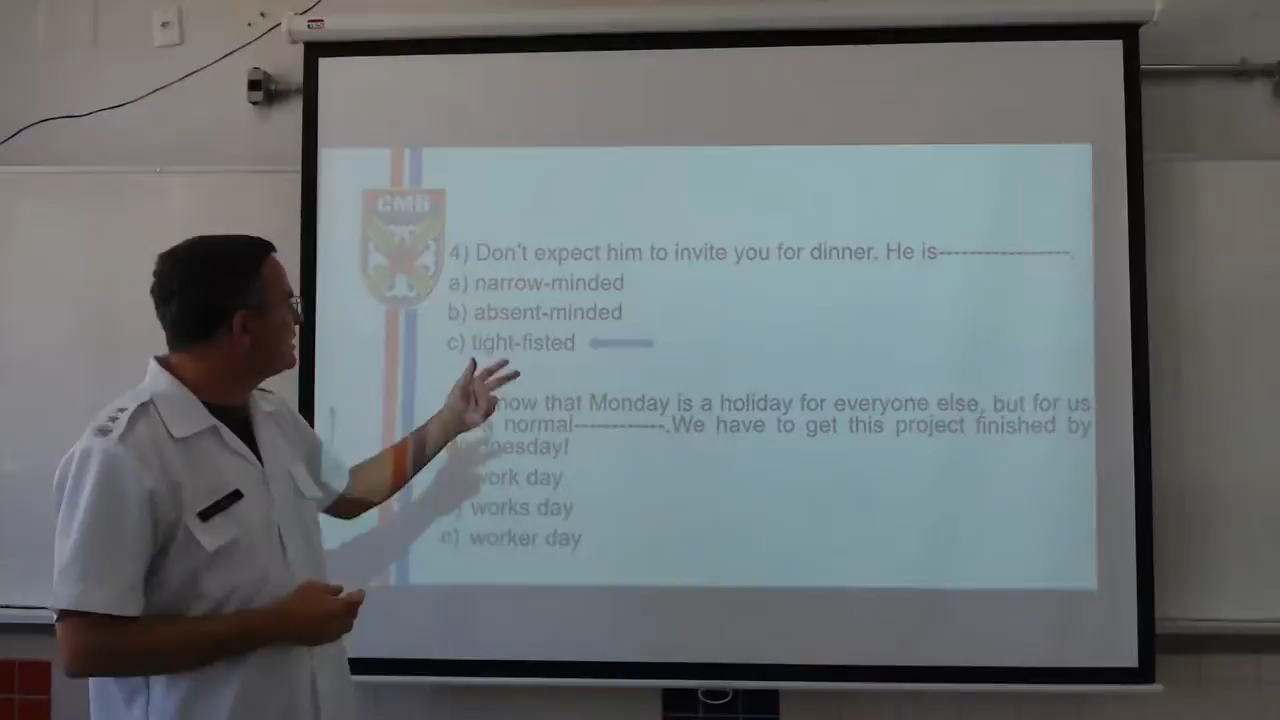 CMB
4) Don't expect him to invite you for dinner. He is-------------------.
a) narrow-minded
b) absent-minded
c) tight-fisted
now that Monday is a holiday for everyone else, but for us
normal-------------.We have to get this project finished by
day!
work day
works day
e) worker day